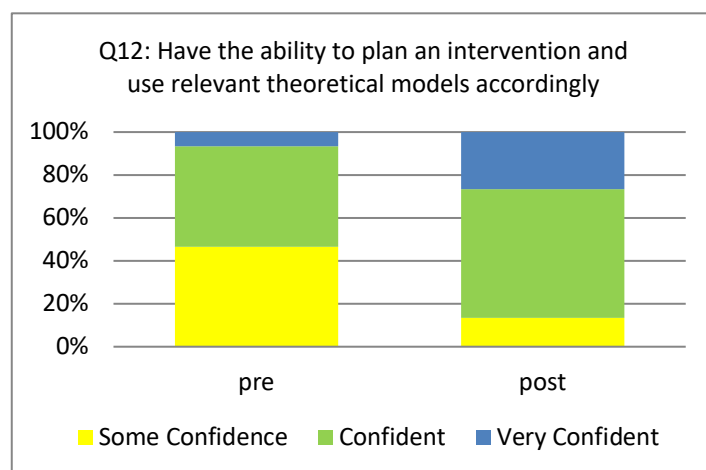 Q12: Have the ability to plan an intervention and
use relevant theoretical models accordingly
100%
80%
60%
40%
20%
0%
pre post
Some Confidence Confident Very Confident